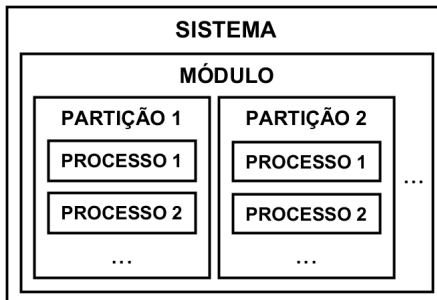 SISTEMA
MÓDULO
PARTIÇÃO 1
PROCESSO 1
PROCESSO 2
...
PARTIÇÃO 2
PROCESSO 1
PROCESSO 2
...
...